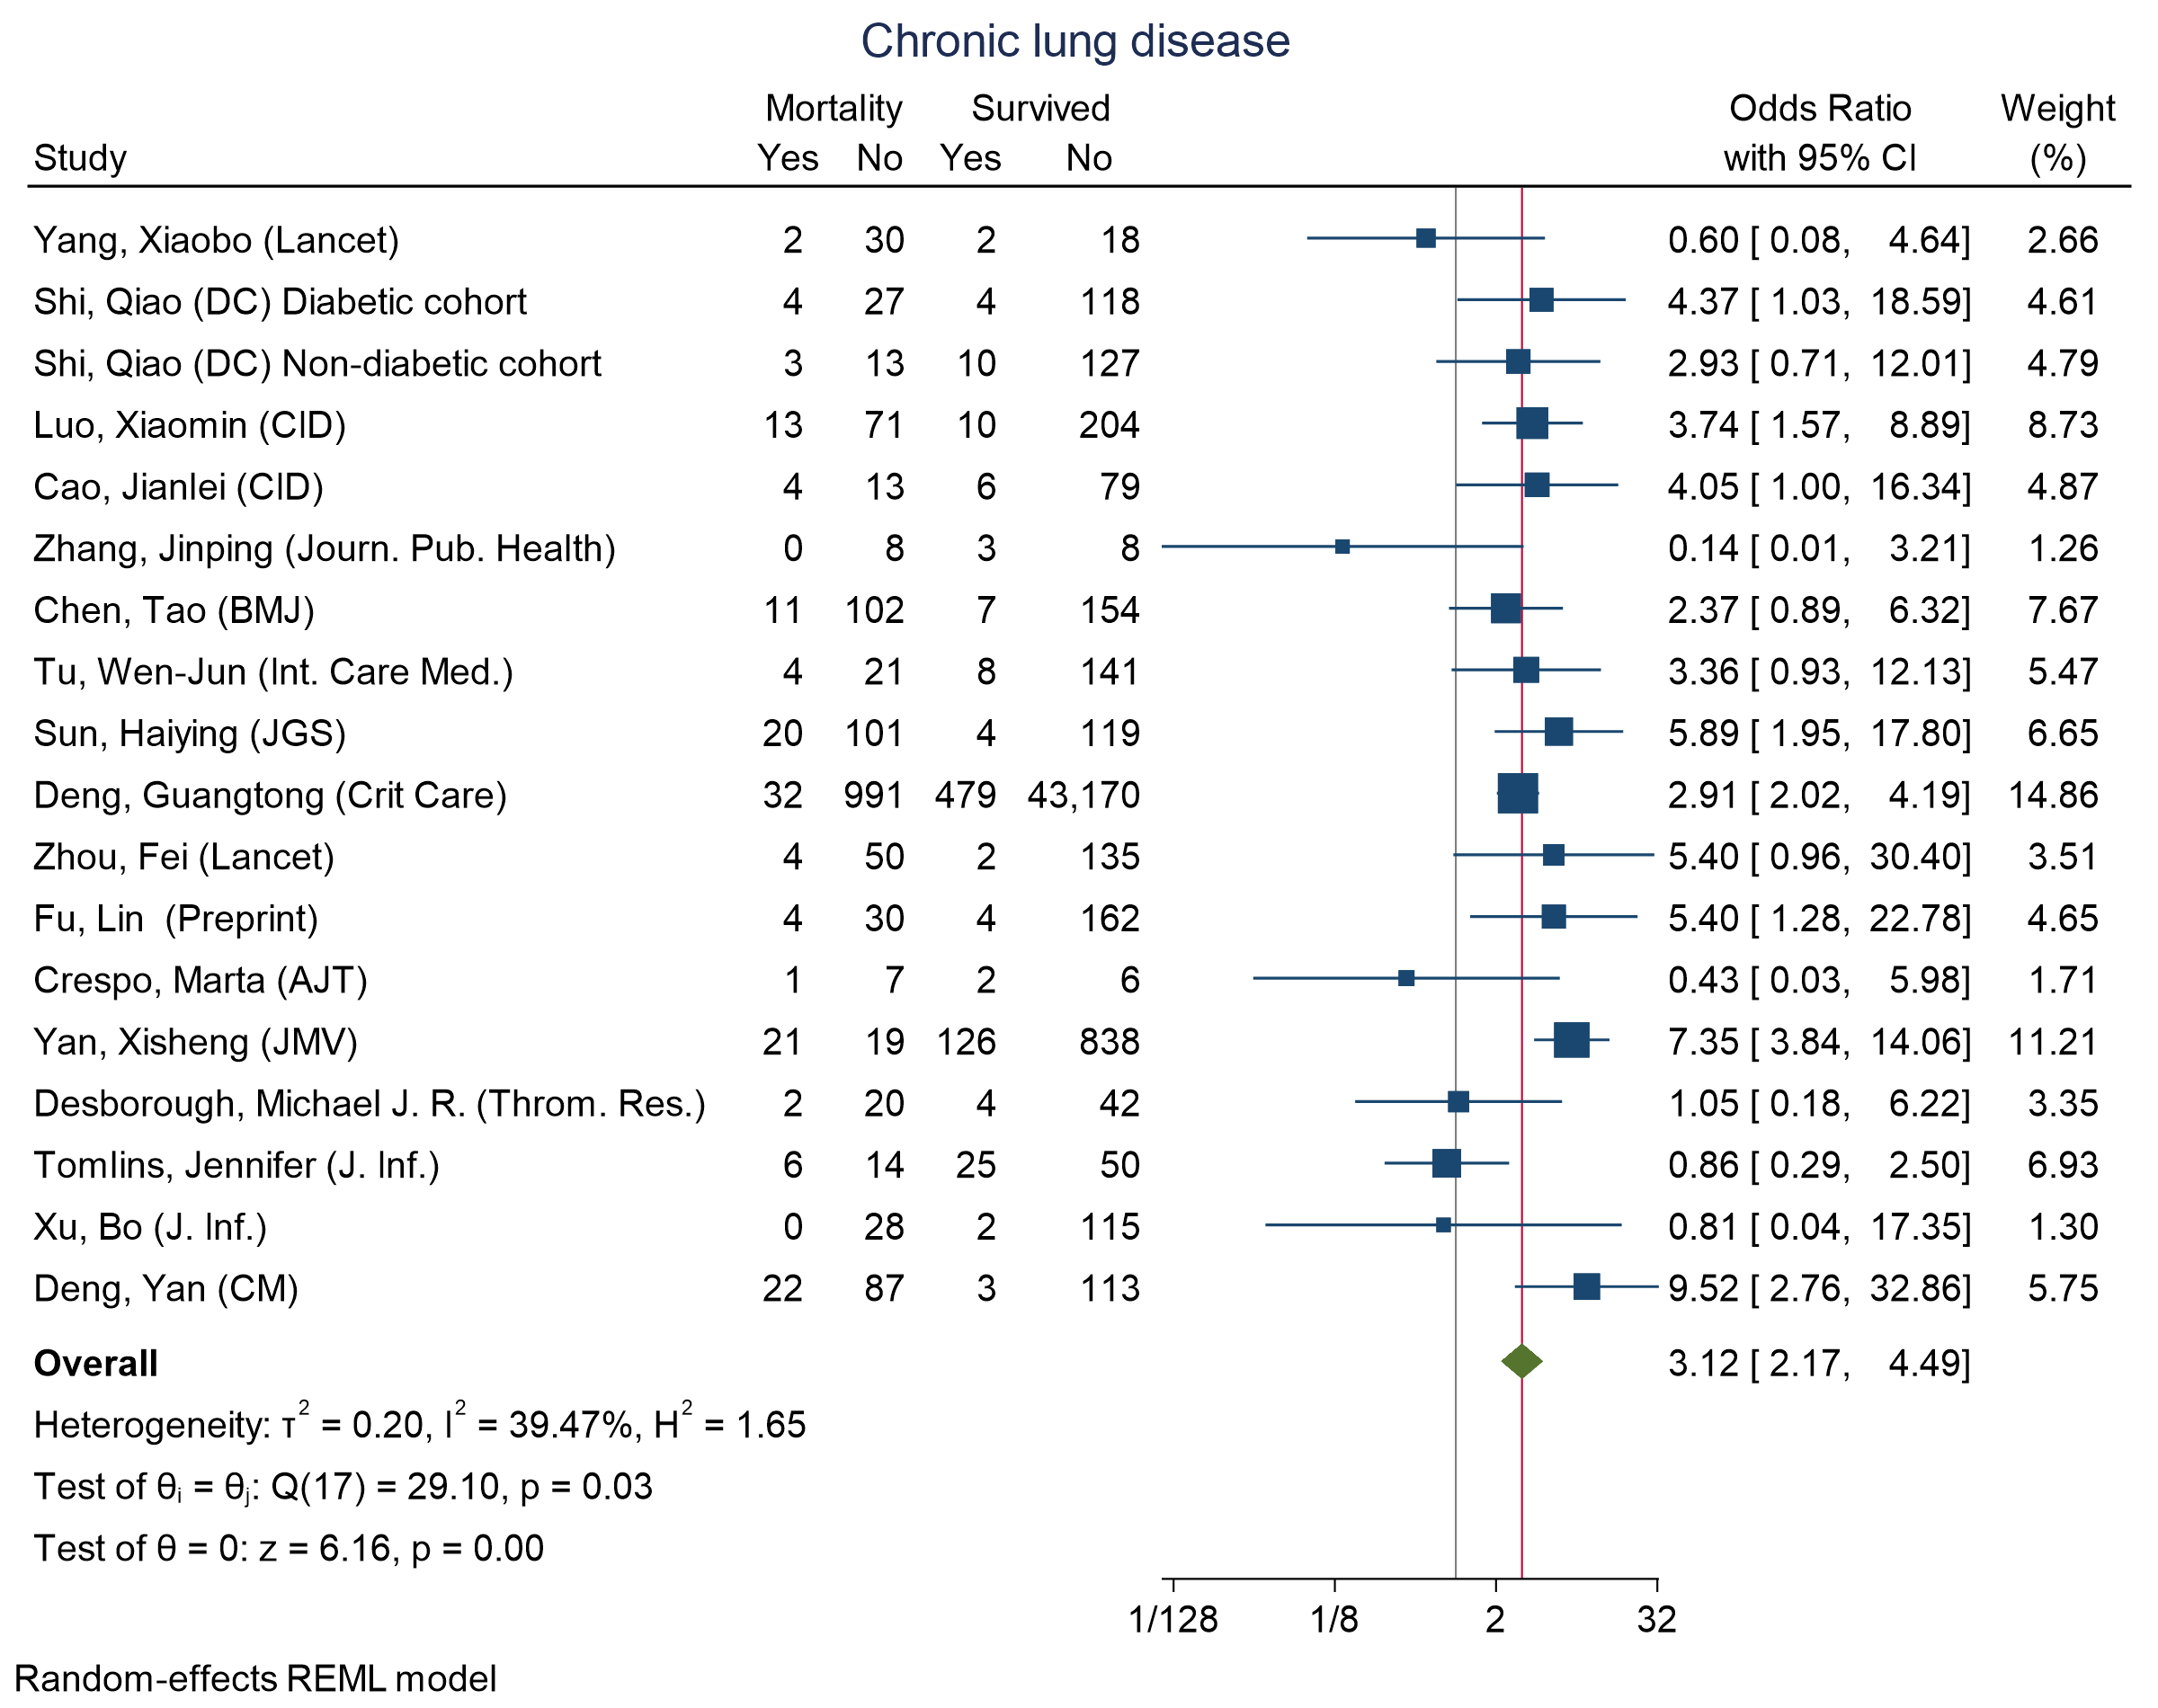 Chronic lung disease
Mortality Survived Odds Ratio Weight
Study Yes No Yes No with 95% CI (%)
Yang, Xiaobo (Lancet) 2 30 2 18 0.60 [ 0.08, 4.64] 2.66
Shi, Qiao (DC) Diabetic cohort 4 27 4 118 4.37 [ 1.03, 18.59] 4.61
Shi, Qiao (DC) Non-diabetic cohort 3 13 10 127 2.93 [ 0.71, 12.01] 4.79
Luo, Xiaomin (CID) 13 71 10 204 3.74 [ 1.57, 8.89] 8.73
Cao, Jianlei (CID) 4 13 6 79 4.05 [ 1.00, 16.34] 4.87
Zhang, Jinping (Journ. Pub. Health) 0 8 3 8 0.14 [ 0.01, 3.21] 1.26
Chen, Tao (BMJ) 11 102 7 154 2.37 [ 0.89, 6.32] 7.67
Tu, Wen-Jun (Int. Care Med.) 4 21 8 141 3.36 [ 0.93, 12.13] 5.47
Sun, Haiying (JGS) 20 101 4 119 5.89 [ 1.95, 17.80] 6.65
Deng, Guangtong (Crit Care) 32 991 479 43,170 2.91 [ 2.02, 4.19] 14.86
Zhou, Fei (Lancet) 4 50 2 135 5.40 [ 0.96, 30.40] 3.51
Fu, Lin (Preprint) 4 30 4 162 5.40 [ 1.28, 22.78] 4.65
Crespo, Marta (AJT) 1 7 2 6 0.43 [ 0.03, 5.98] 1.71
Yan, Xisheng (JMV) 21 19 126 838 7.35 [ 3.84, 14.06] 11.21
Desborough, Michael J. R. (Throm. Res.) 2 20 4 42 1.05 [ 0.18, 6.22] 3.35
Tomlins, Jennifer (J. Inf.) 6 14 25 50 0.86 [ 0.29, 2.50] 6.93
Xu, Bo (J. Inf.) 0 28 2 115 0.81 [ 0.04, 17.35] 1.30
Deng, Yan (CM) 22 87 3 113 9.52 [ 2.76, 32.86] 5.75
Overall 3.12 [ 2.17, 4.49]
Heterogeneity: τ² = 0.20, I² = 39.47%, H² = 1.65
Test of θᵢ = θⱼ: Q(17) = 29.10, p = 0.03
Test of θ = 0: z = 6.16, p = 0.00
1/128 1/8 2 32
Random-effects REML model